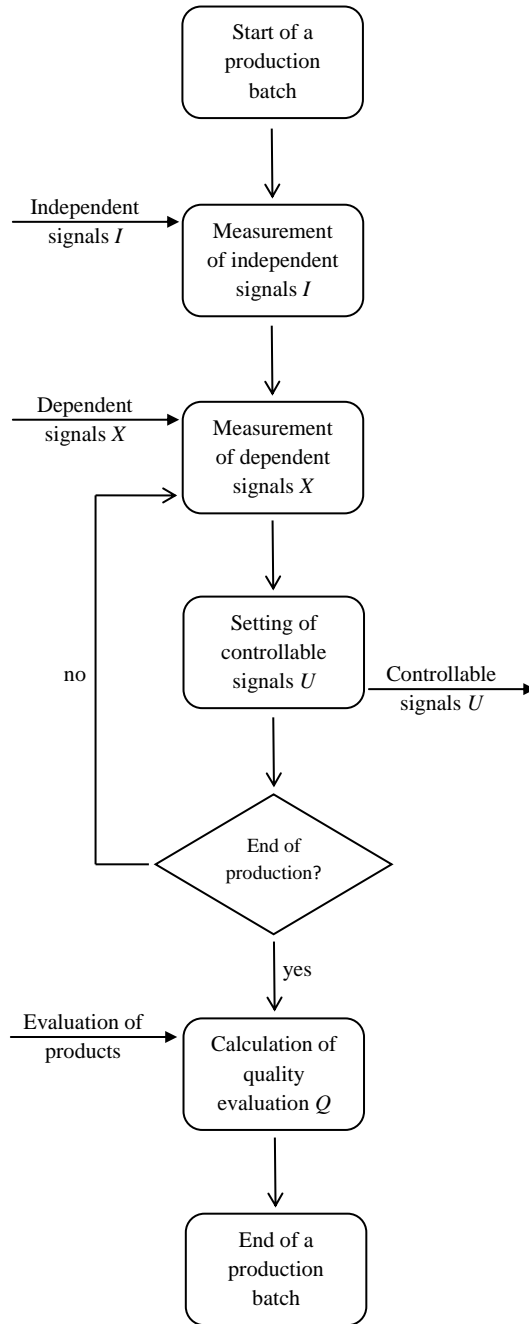 Start of a
production
batch
Independent
signals I
Measurement
of independent
signals I
Dependent
signals X
Measurement
of dependent
signals X
Setting of
controllable
signals U
Controllable
signals U
no
End of
production?
yes
Evaluation of
products
Calculation of
quality
evaluation Q
End of a
production
batch